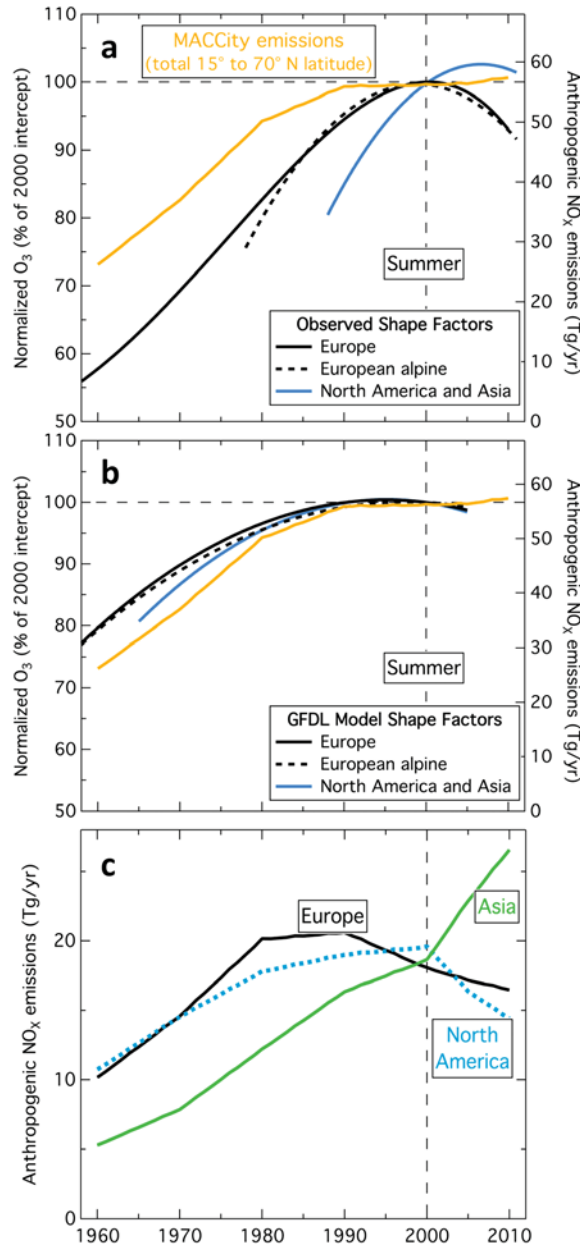 a
MACCity emissions
(total 15° to 70° N latitude)
Normalized O3 (% of 2000 intercept)
110
100
90
80
70
60
50
Anthropogenic NOX emissions (Tg/yr)
60
50
40
30
20
10
0
Summer
Observed Shape Factors
Europe
European alpine
North America and Asia
b
Normalized O3 (% of 2000 intercept)
110
100
90
80
70
60
50
Anthropogenic NOX emissions (Tg/yr)
60
50
40
30
20
10
0
Summer
GFDL Model Shape Factors
Europe
European alpine
North America and Asia
c
Anthropogenic NOX emissions (Tg/yr)
20
10
0
Europe
Asia
North
America
1960 1970 1980 1990 2000 2010